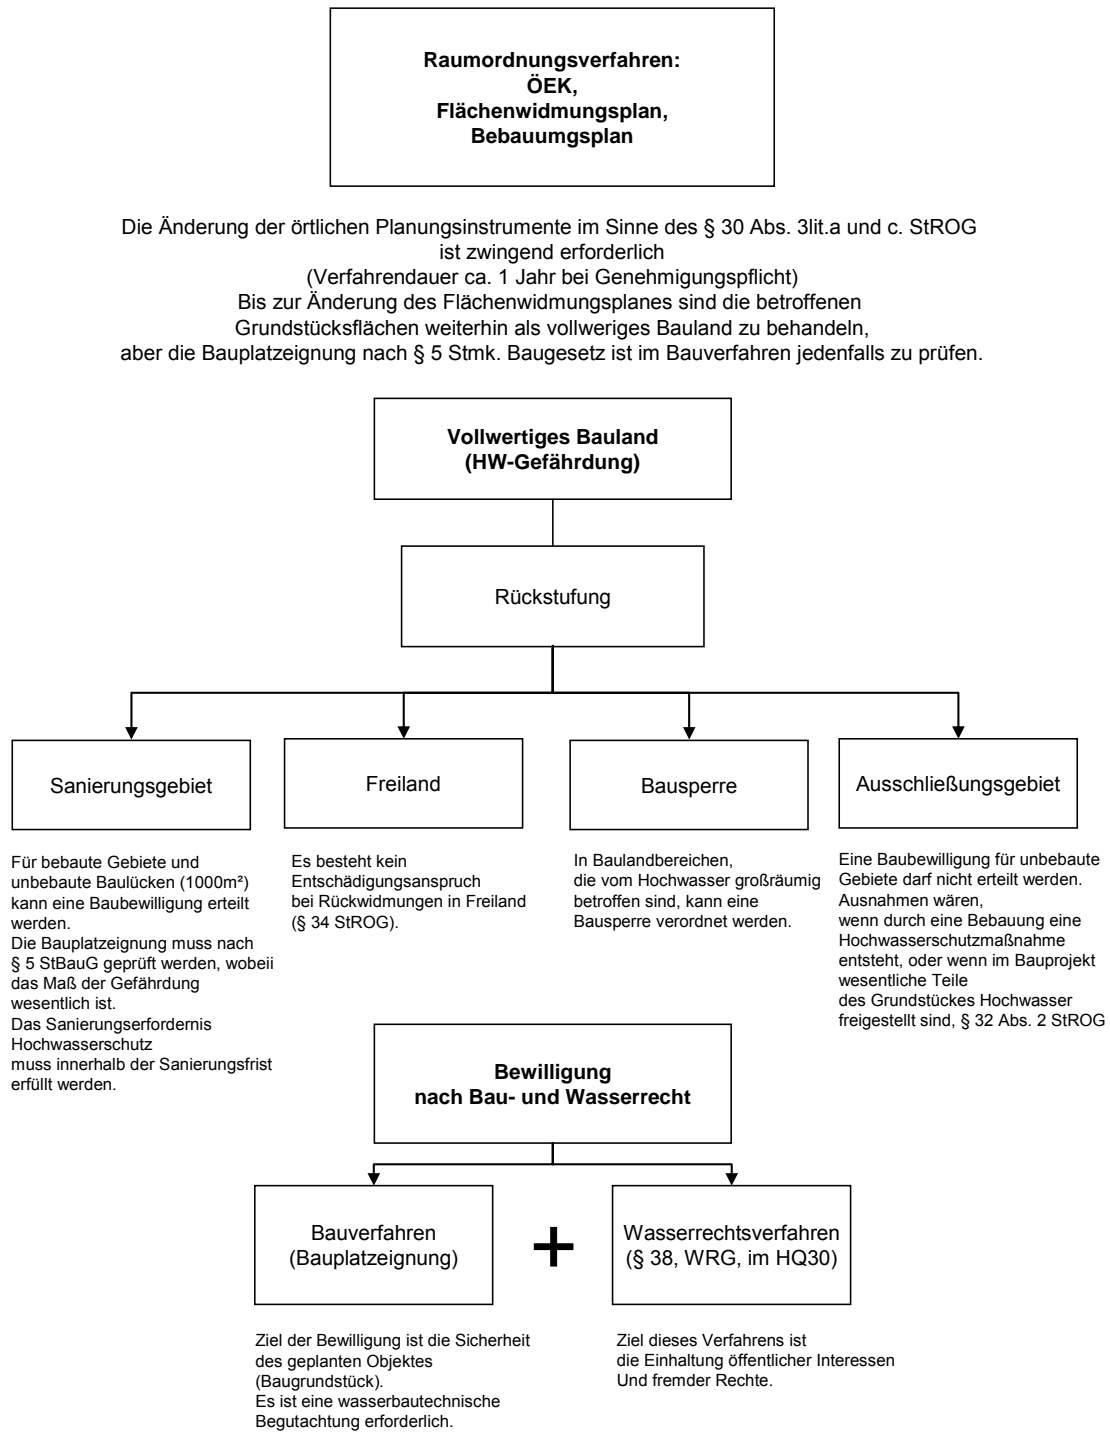 Raumordnungsverfahren:
ÖEK,
Flächenwidmungsplan,
Bebauumgsplan
Die Änderung der örtlichen Planungsinstrumente im Sinne des § 30 Abs. 3lit.a und c. StROG
ist zwingend erforderlich
(Verfahrendauer ca. 1 Jahr bei Genehmigungspflicht)
Bis zur Änderung des Flächenwidmungsplanes sind die betroffenen
Grundstücksflächen weiterhin als vollweriges Bauland zu behandeln,
aber die Bauplatzeignung nach § 5 Stmk. Baugesetz ist im Bauverfahren jedenfalls zu prüfen.
Vollwertiges Bauland
(HW-Gefährdung)
Rückstufung
Sanierungsgebiet
Freiland
Bausperre
Ausschließungsgebiet
Für bebaute Gebiete und
unbebaute Baulücken (1000m²)
kann eine Baubewilligung erteilt
werden.
Die Bauplatzeignung muss nach
§ 5 StBauG geprüft werden, wobeii
das Maß der Gefährdung
wesentlich ist.
Das Sanierungserfordernis
Hochwasserschutz
muss innerhalb der Sanierungsfrist
erfüllt werden.
Es besteht kein
Entschädigungsanspruch
bei Rückwidmungen in Freiland
(§ 34 StROG).
In Baulandbereichen,
die vom Hochwasser großräumig
betroffen sind, kann eine
Bausperre verordnet werden.
Eine Baubewilligung für unbebaute
Gebiete darf nicht erteilt werden.
Ausnahmen wären,
wenn durch eine Bebauung eine
Hochwasserschutzmaßnahme
entsteht, oder wenn im Bauprojekt
wesentliche Teile
des Grundstückes Hochwasser
freigestellt sind, § 32 Abs. 2 StROG
Bewilligung
nach Bau- und Wasserrecht
Bauverfahren
(Bauplatzeignung)
+
Wasserrechtsverfahren
(§ 38, WRG, im HQ30)
Ziel der Bewilligung ist die Sicherheit
des geplanten Objektes
(Baugrundstück).
Es ist eine wasserbautechnische
Begutachtung erforderlich.
Ziel dieses Verfahrens ist
die Einhaltung öffentlicher Interessen
Und fremder Rechte.